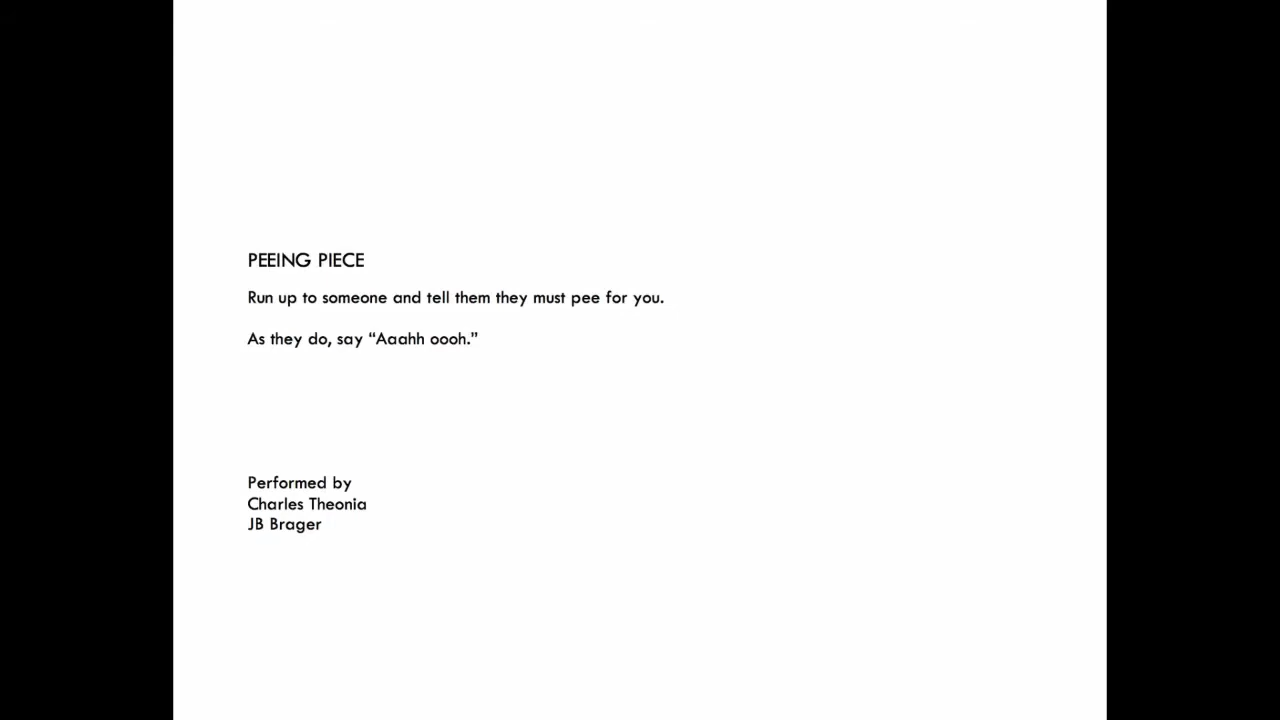 PEEING PIECE
Run up to someone and tell them they must pee for you.
As they do, say “Aaahh oooh.”
Performed by
Charles Theonia
JB Brager